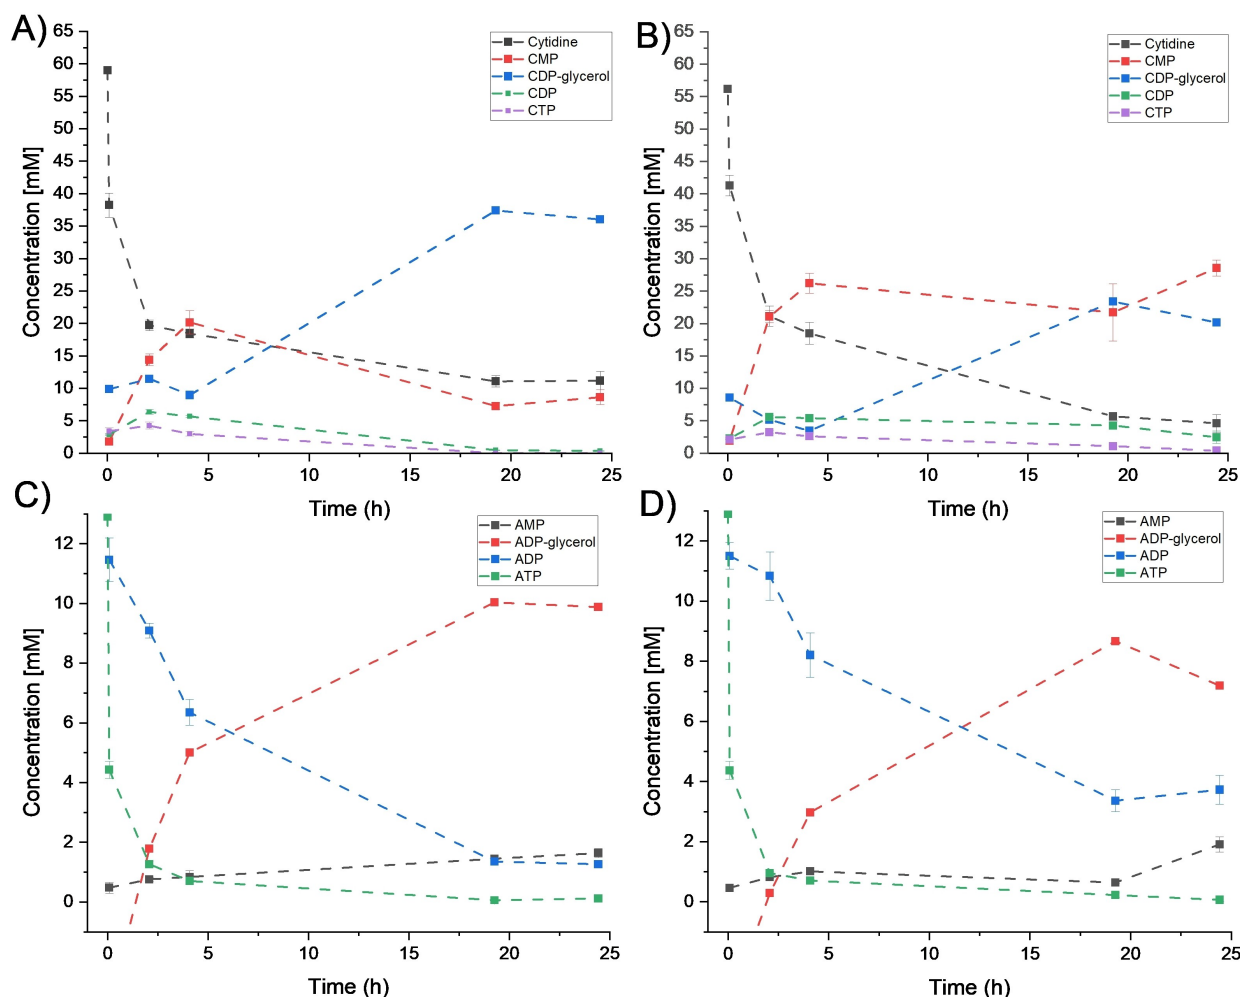 A)
65
60
55
50
45
40
35
30
25
20
15
10
5
0
Concentration [mM]
Cytidine
CMP
CDP-glycerol
CDP
CTP
0 5 10 15 20 25
Time (h)
B)
65
60
55
50
45
40
35
30
25
20
15
10
5
0
Concentration [mM]
Cytidine
CMP
CDP-glycerol
CDP
CTP
0 5 10 15 20 25
Time (h)
C)
12
10
8
6
4
2
0
Concentration [mM]
AMP
ADP-glycerol
ADP
ATP
0 5 10 15 20 25
Time (h)
D)
12
10
8
6
4
2
0
Concentration [mM]
AMP
ADP-glycerol
ADP
ATP
0 5 10 15 20 25
Time (h)